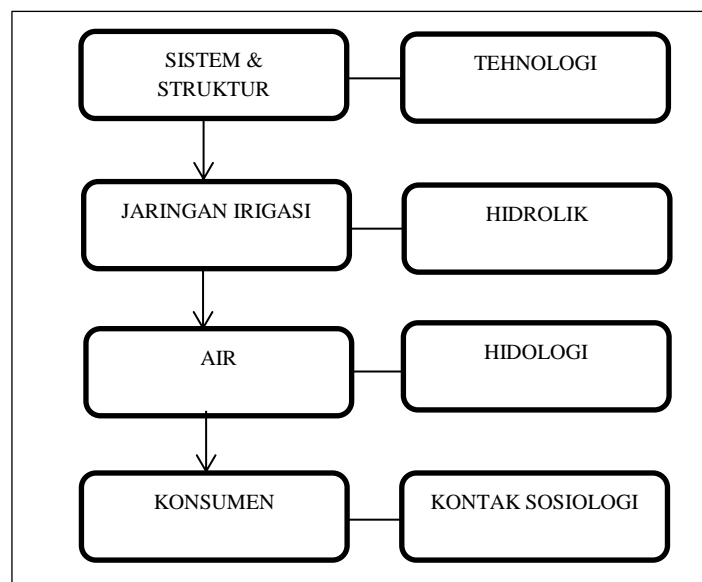 SISTEM &
STRUKTUR
TEHNOLOGI
JARINGAN IRIGASI
HIDROLIK
AIR
HIDOLOGI
KONSUMEN
KONTAK SOSIOLOGI